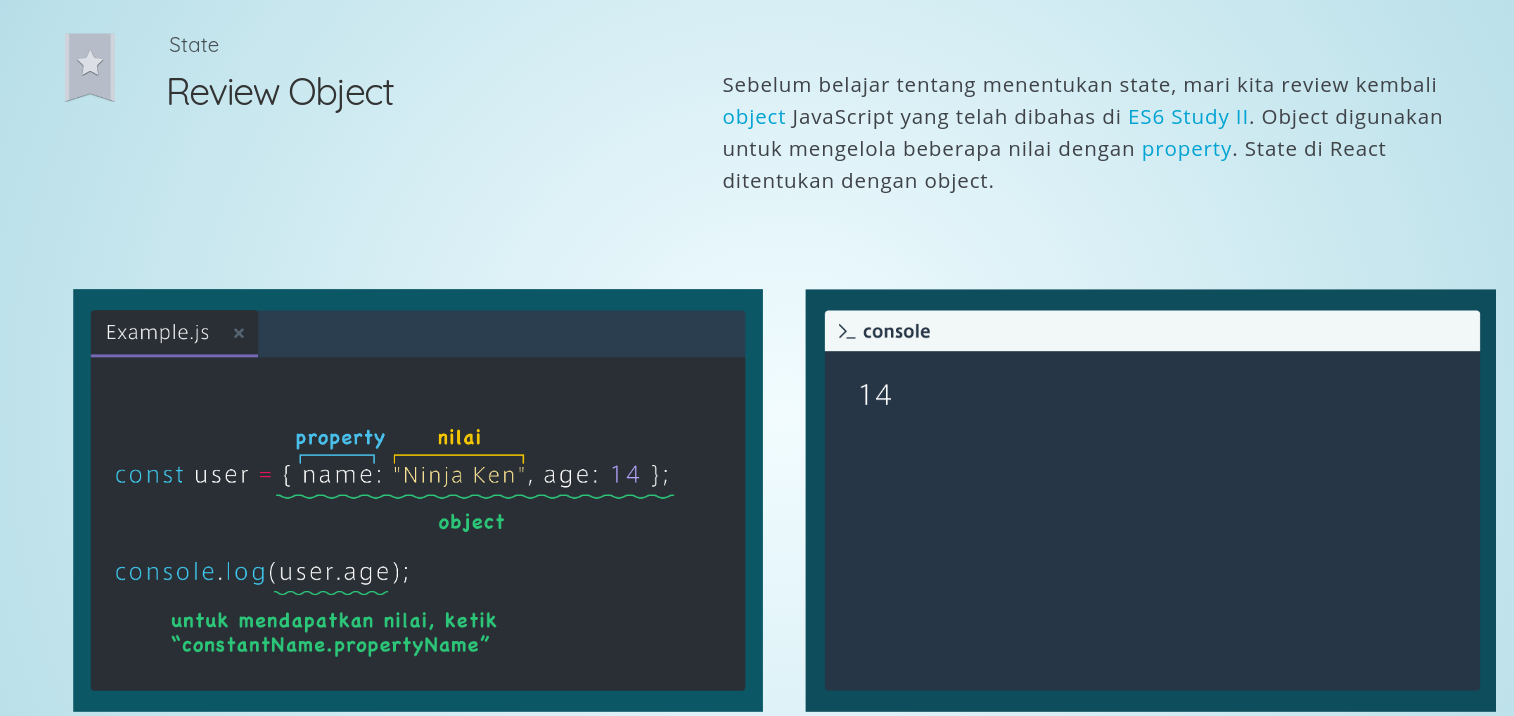 State
Review Object
Sebelum belajar tentang menentukan state, mari kita review kembali
object JavaScript yang telah dibahas di ES6 Study II. Object digunakan
untuk mengelola beberapa nilai dengan property. State di React
ditentukan dengan object.
Example.js ×
property nilai
const user = { name: "Ninja Ken", age: 14 };
object
console.log(user.age);
untuk mendapatkan nilai, ketik
“constantName.propertyName”
>_ console
14